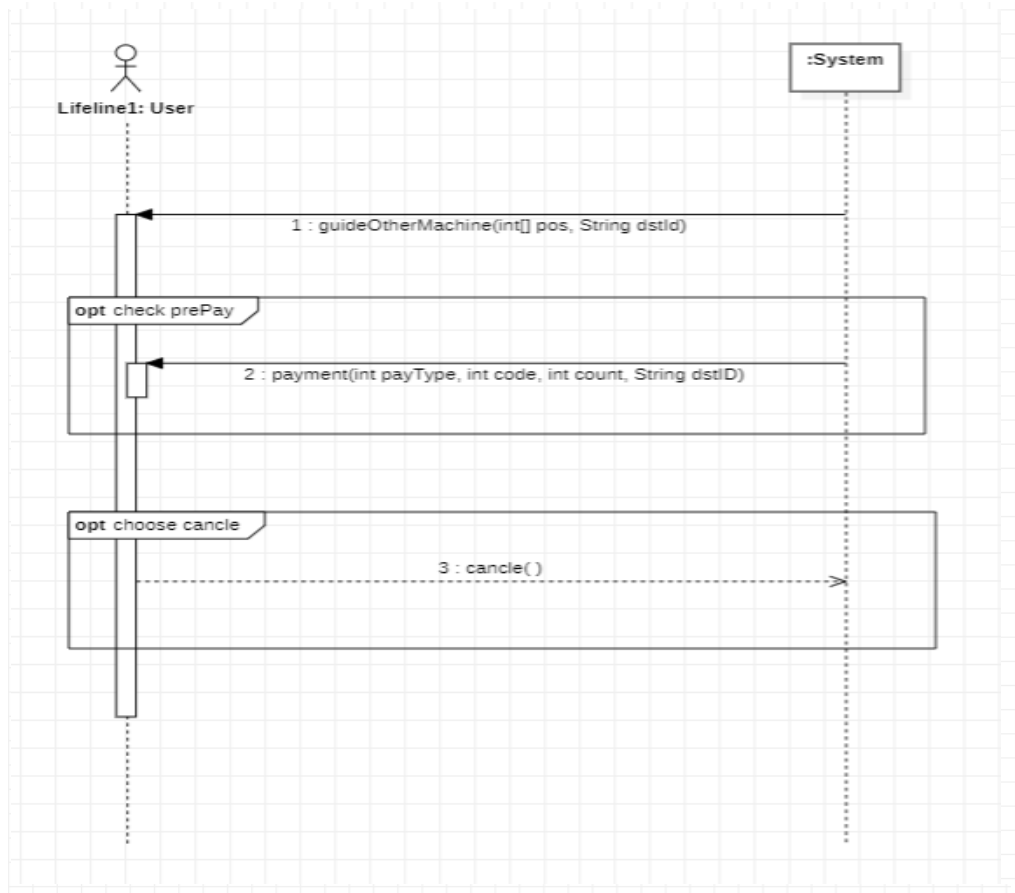 :System
Lifeline1: User
1 : guideOtherMachine(int[] pos, String dstId)
opt check prePay
2 : payment(int payType, int code, int count, String dstID)
opt choose cancle
3 : cancle( )